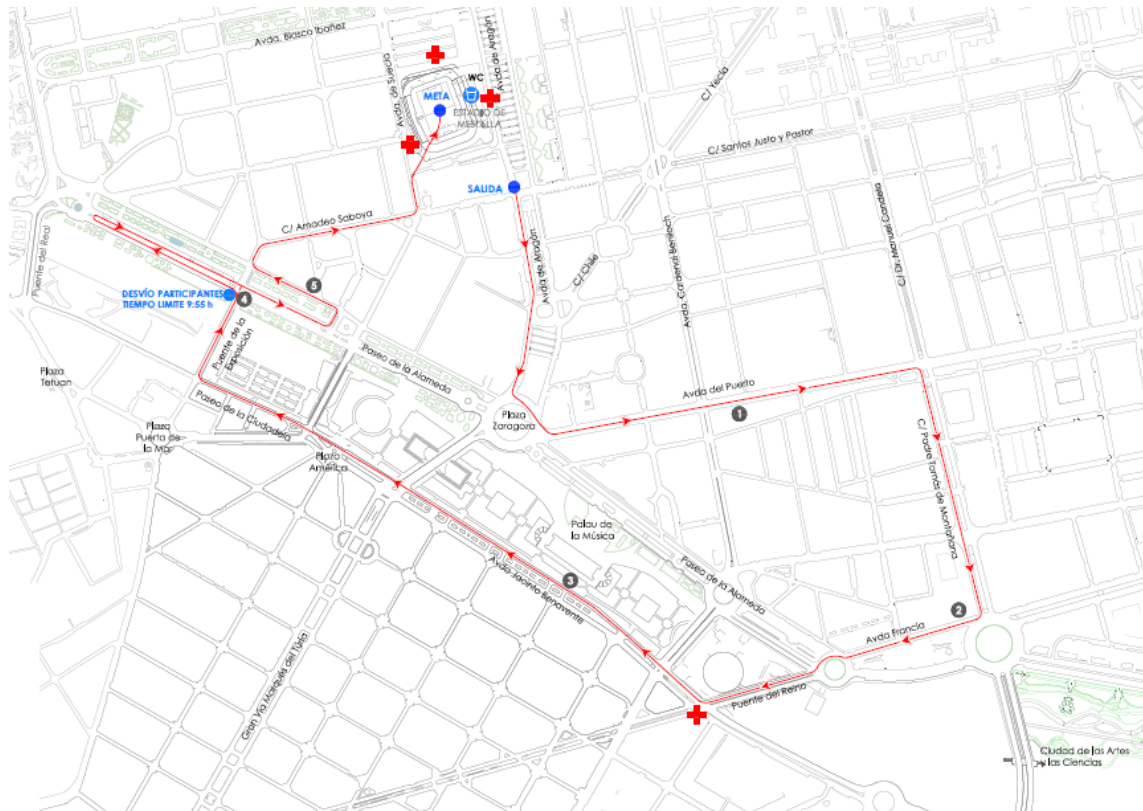 Avda. Blasco Ibañez
Avda. de Suecia
Avda de Aragón
WC
META
ESTADIO DE
MESTALLA
C/ Yecla
C/ Santos Justo y Pastor
SALIDA
C/ Amadeo Saboya
Puente del Real
Avda de Aragón
C/ Chile
Avda. Cardenal Benlloch
C/ Dr. Manuel Candela
5
4
DESVÍO PARTICIPANTES
TIEMPO LIMITE 9:55 h
Puente de la
Exposición
Paseo de la Alameda
Plaza
Tetuan
Paseo de la Ciudadela
Avda del Puerto
1
Plaza
Zaragoza
Plaza
Puerta de
la Mar
Plaza
América
C/ Padre Tomás de Montañana
Palau de
la Música
Avda Jacinto Benavente
3
Paseo de la Alameda
2
Avda Francia
Puente del Reino
Gran Vía Marqués del Túria
Ciudad de las Artes
y las Ciencias